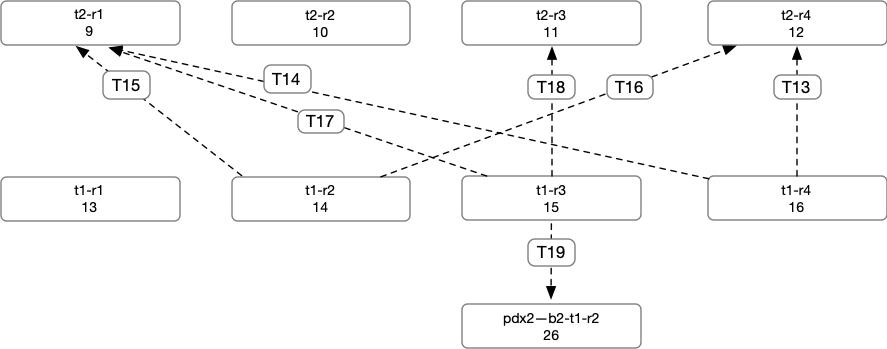 t2-r1
9
t2-r2
10
t2-r3
11
t2-r4
12
T15
T14
T17
T18
T16
T13
t1-r1
13
t1-r2
14
t1-r3
15
t1-r4
16
T19
pdx2—b2-t1-r2
26